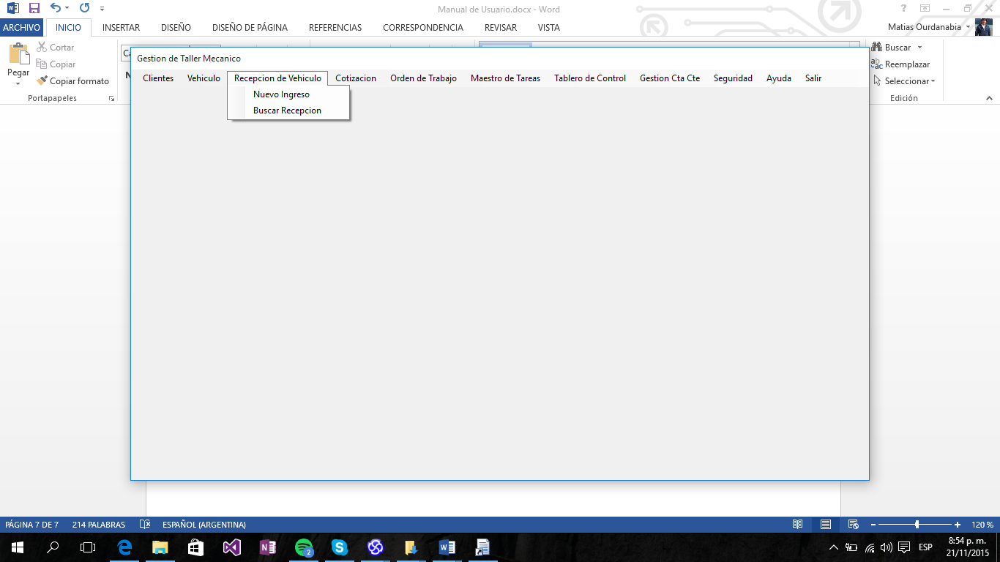 Manual de Usuario.docx - Word
?
ARCHIVO INICIO INSERTAR DISEÑO DISEÑO DE PÁGINA REFERENCIAS CORRESPONDENCIA REVISAR VISTA Matias Ourdanabia
Pegar
Cortar
Copiar
Copiar formato
Portapapeles
Ca
N
Buscar
Reemplazar
Seleccionar
Edición
Gestion de Taller Mecanico
Clientes Vehiculo Recepcion de Vehiculo Cotizacion Orden de Trabajo Maestro de Tareas Tablero de Control Gestion Cta Cte Seguridad Ayuda Salir
Nuevo Ingreso
Buscar Recepcion
PÁGINA 7 DE 7 214 PALABRAS ESPAÑOL (ARGENTINA) 120 %
2
ESP
8:54 p. m.
21/11/2015